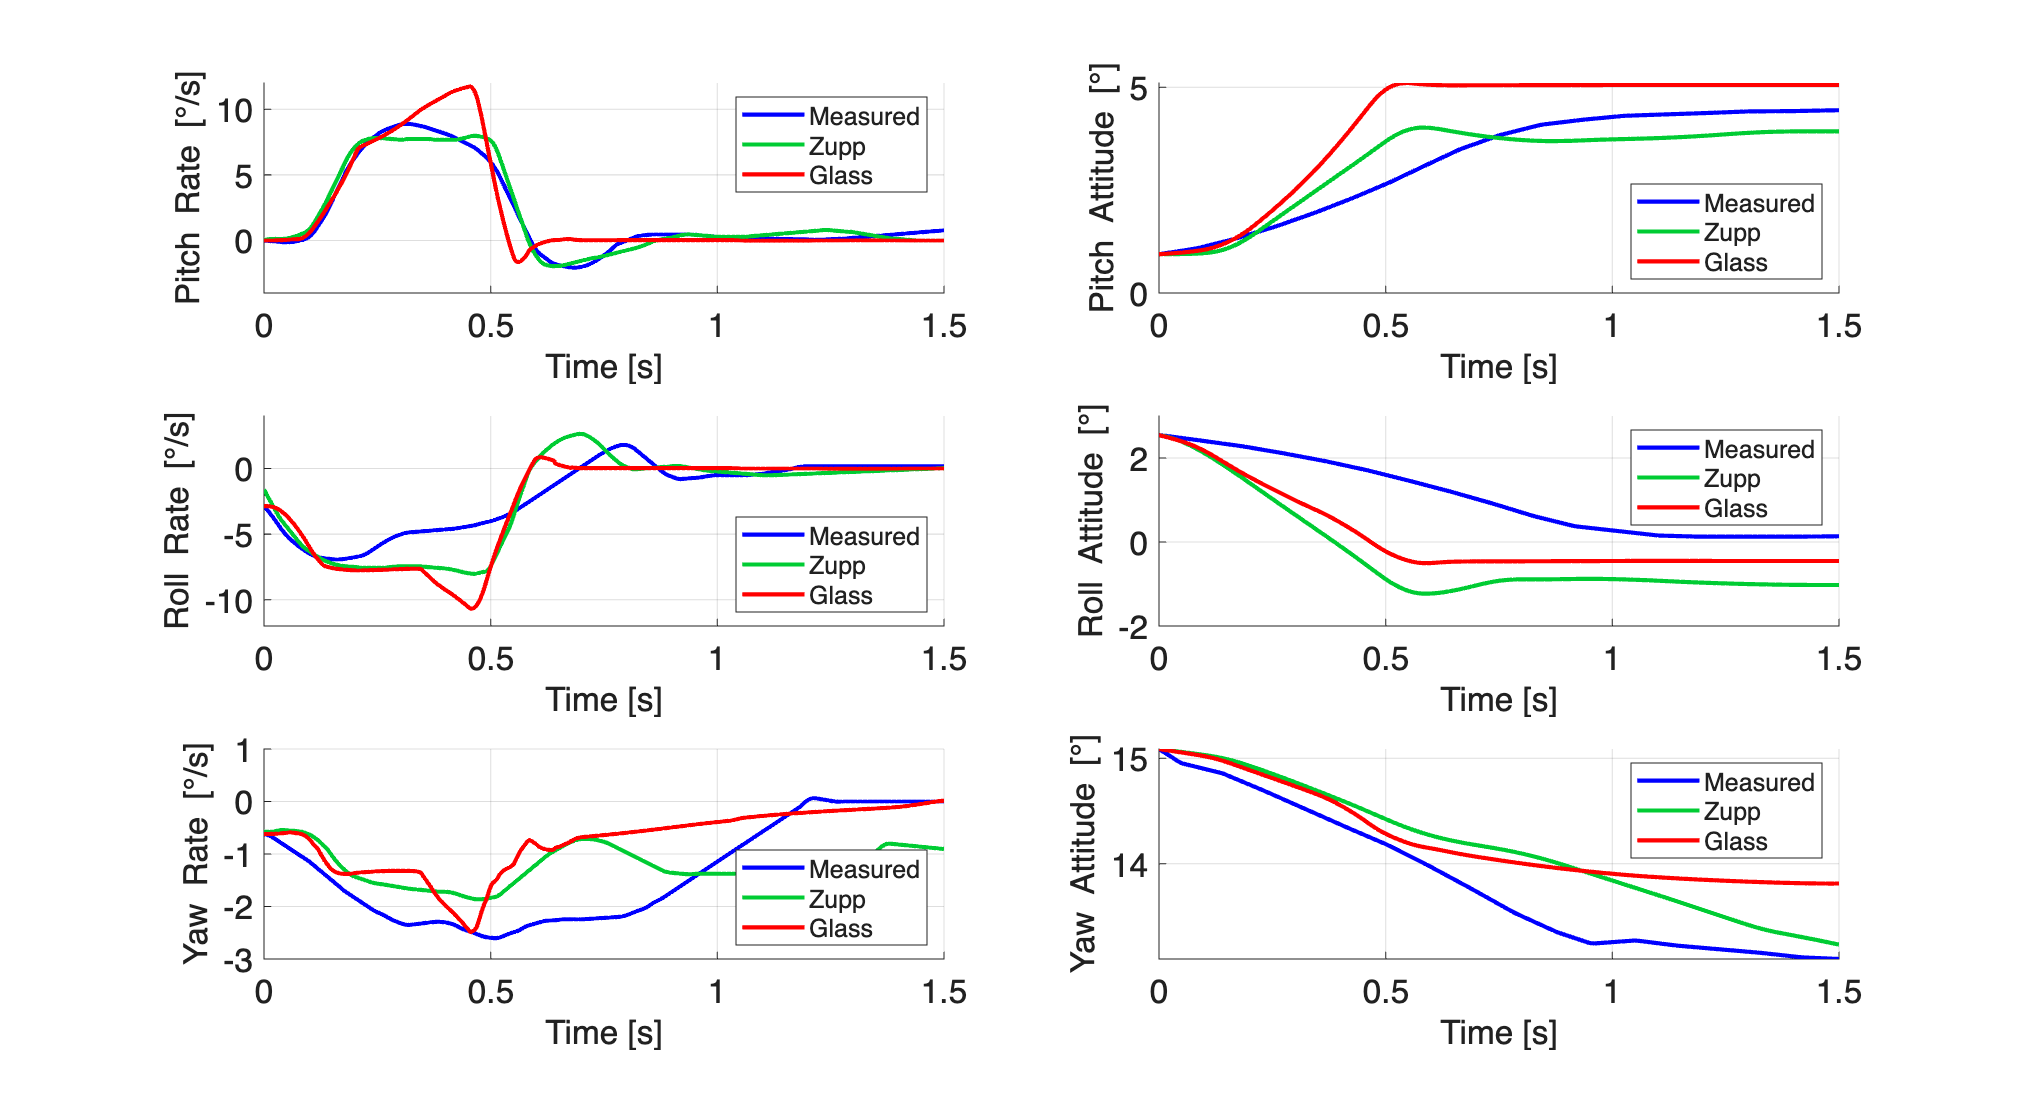 Pitch Rate [°/s]
10
5
0
0
0.5
1
1.5
Time [s]
Measured
Zupp
Glass
Pitch Attitude [°]
5
0
0
0.5
1
1.5
Time [s]
Measured
Zupp
Glass
Roll Rate [°/s]
0
-5
-10
0
0.5
1
1.5
Time [s]
Measured
Zupp
Glass
Roll Attitude [°]
2
0
-2
0
0.5
1
1.5
Time [s]
Measured
Zupp
Glass
Yaw Rate [°/s]
1
0
-1
-2
-3
0
0.5
1
1.5
Time [s]
Measured
Zupp
Glass
Yaw Attitude [°]
15
14
0
0.5
1
1.5
Time [s]
Measured
Zupp
Glass